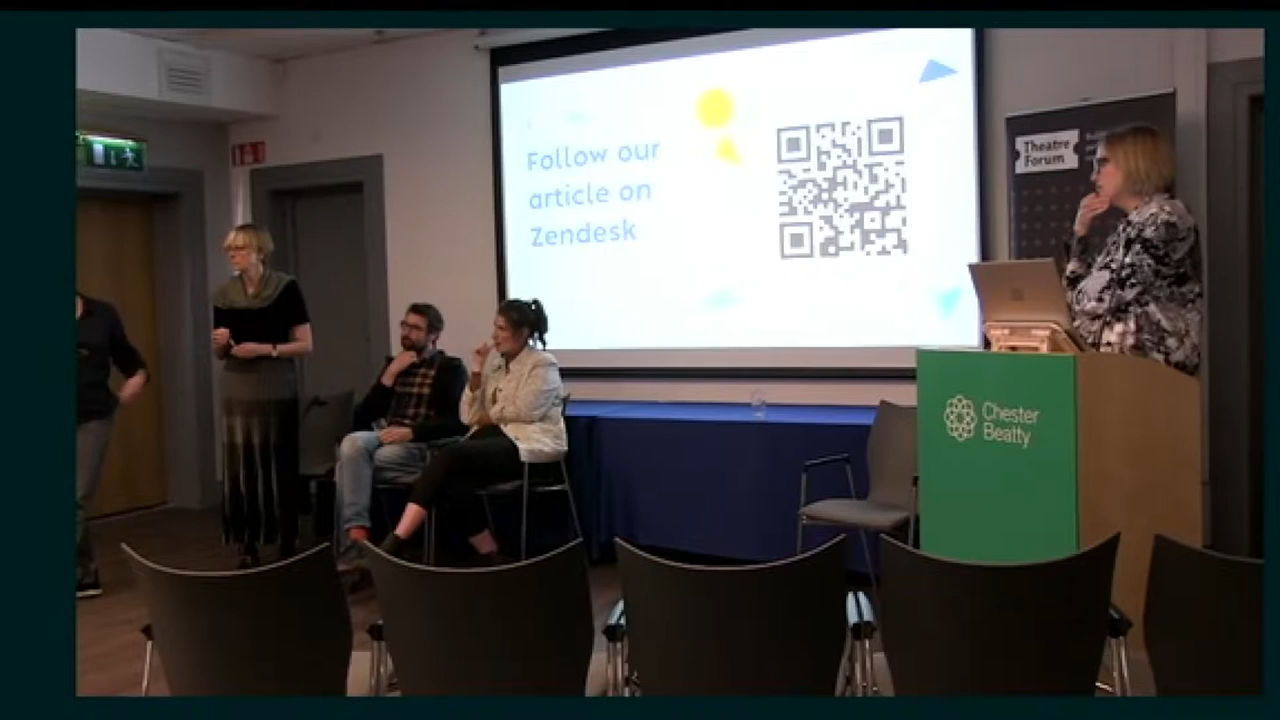 Follow our
article on
Zendesk
Theatre
Forum
Chester
Beatty